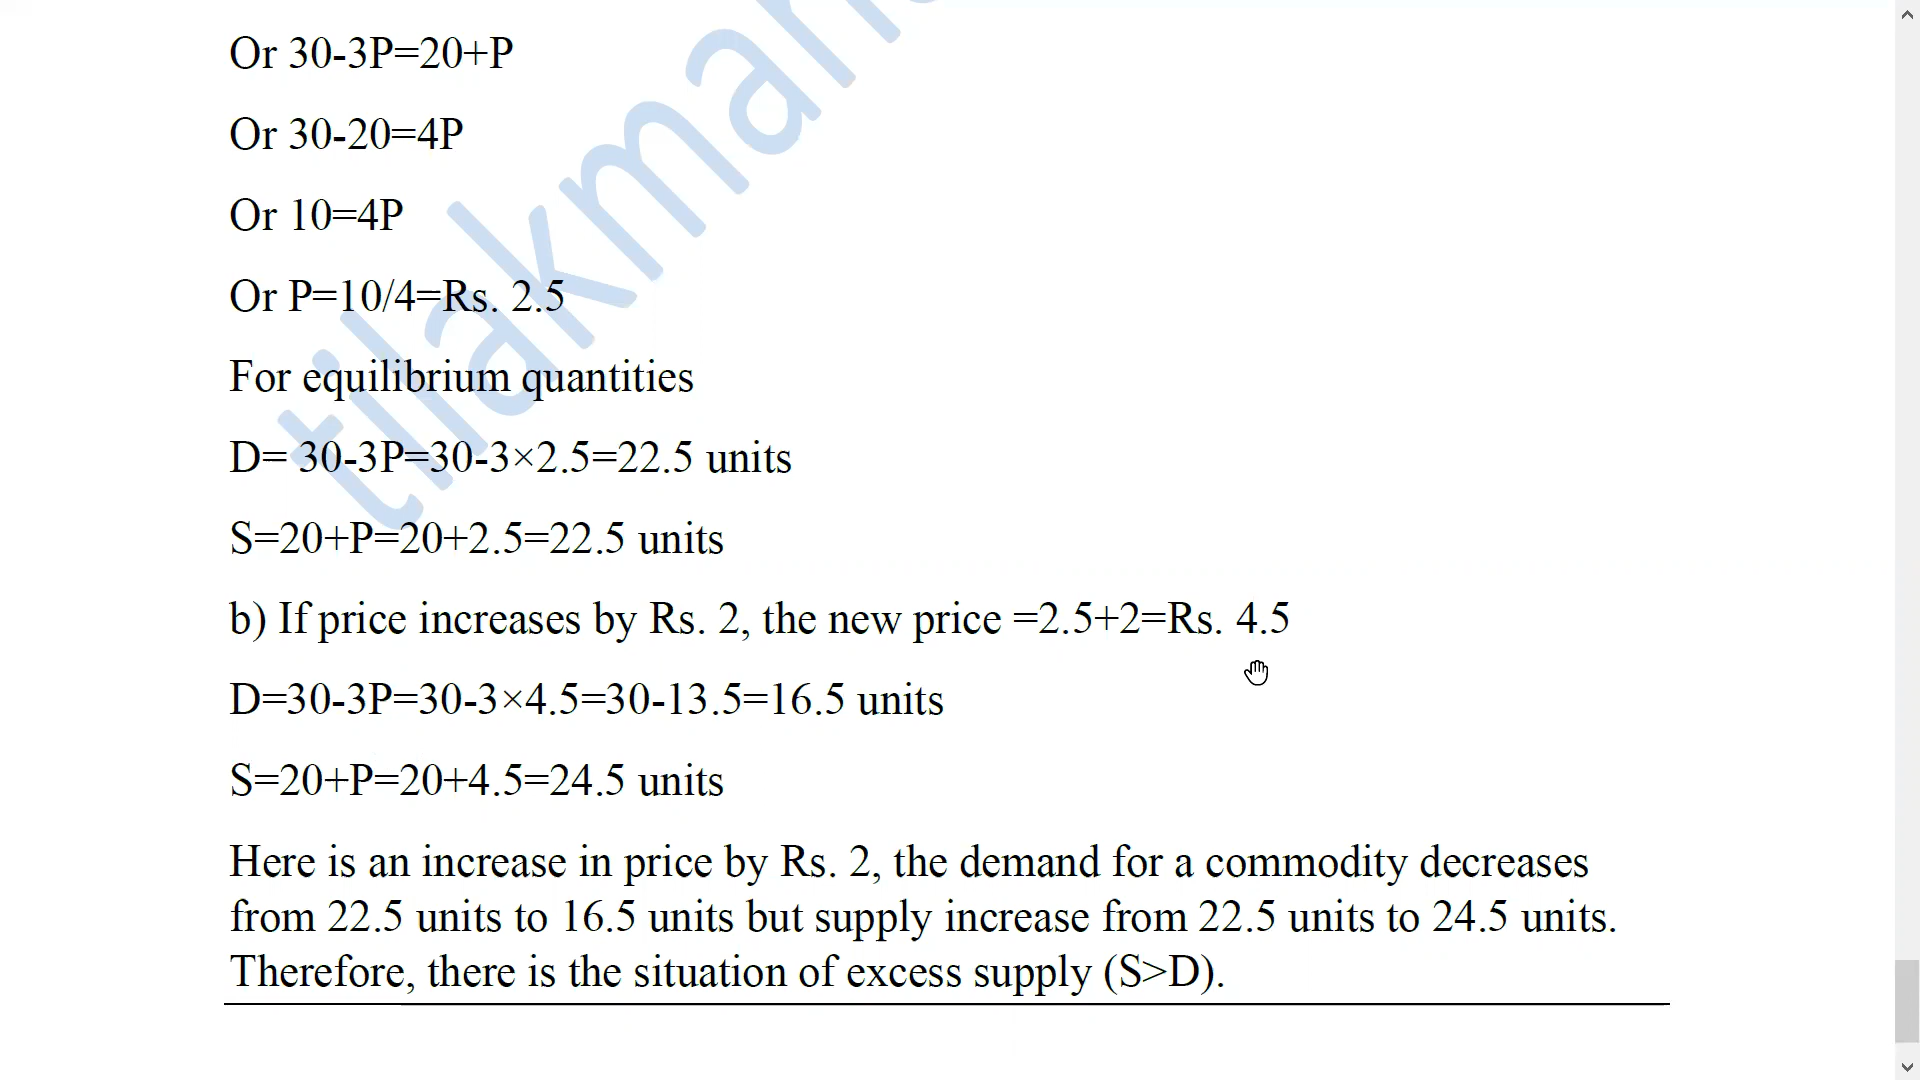 Or 30-3P=20+P
Or 30-20=4P
Or 10=4P
Or P=10/4=Rs. 2.5
For equilibrium quantities
D= 30-3P=30-3×2.5=22.5 units
S=20+P=20+2.5=22.5 units
b) If price increases by Rs. 2, the new price =2.5+2=Rs. 4.5
D=30-3P=30-3×4.5=30-13.5=16.5 units
S=20+P=20+4.5=24.5 units
Here is an increase in price by Rs. 2, the demand for a commodity decreases
from 22.5 units to 16.5 units but supply increase from 22.5 units to 24.5 units.
Therefore, there is the situation of excess supply (S>D).